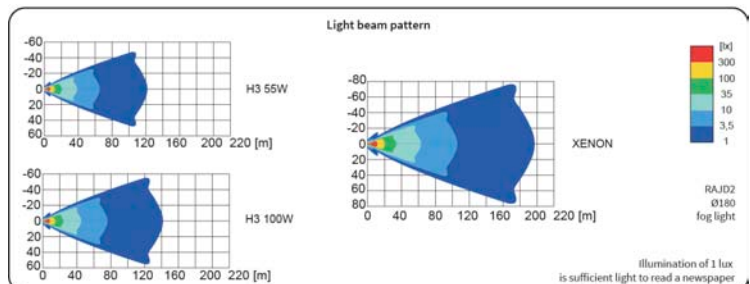 Light beam pattern
-60
-40
-20
0
20
40
60
0 40 80 120 160 200 220 [m]
H3 55W
-60
-40
-20
0
20
40
60
0 40 80 120 160 200 220 [m]
H3 100W
-80
-60
-40
-20
0
20
40
60
80
0 40 80 120 160 200 220 [m]
XENON
[lx]
300
100
35
10
3,5
1
RAJD2
Ø180
fog light
Illumination of 1 lux
is sufficient light to read a newspaper